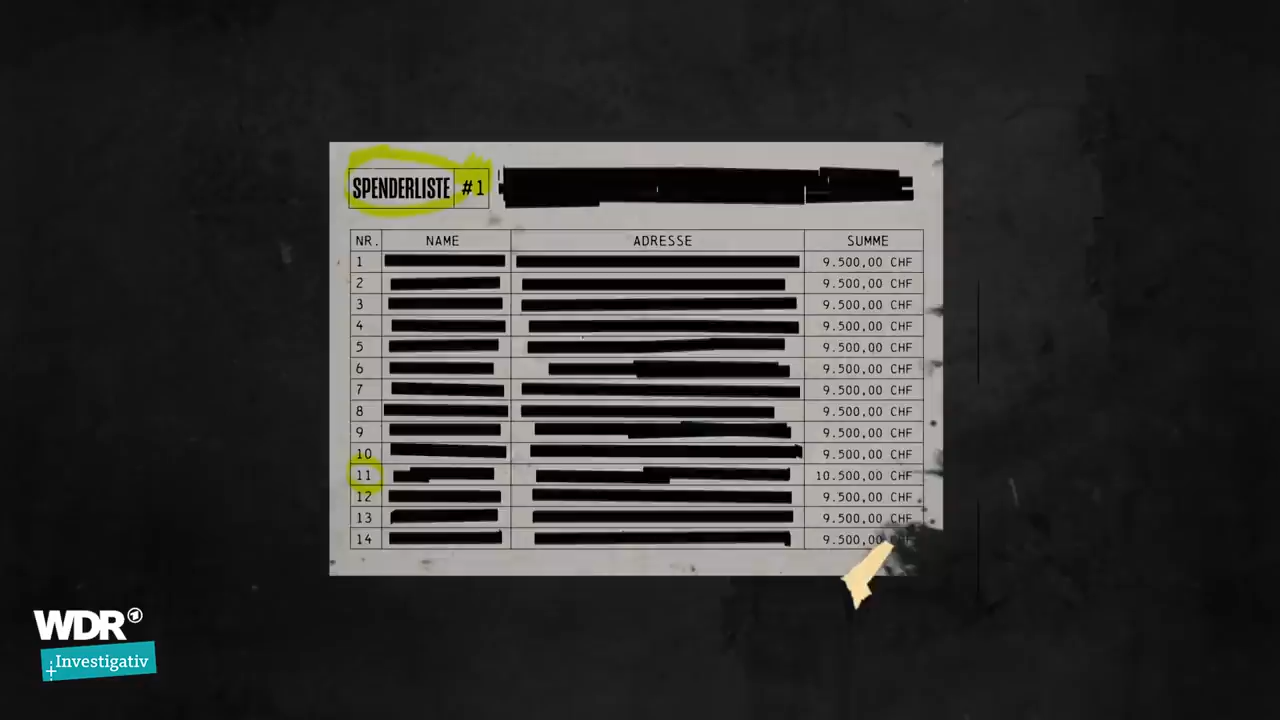 SPENDERLISTE #1
NR. NAME ADRESSE SUMME
1 9.500,00 CHF
2 9.500,00 CHF
3 9.500,00 CHF
4 9.500,00 CHF
5 9.500,00 CHF
6 9.500,00 CHF
7 9.500,00 CHF
8 9.500,00 CHF
9 9.500,00 CHF
10 9.500,00 CHF
11 10.500,00 CHF
12 9.500,00 CHF
13 9.500,00 CHF
14 9.500,00 CHF
WDR
Investigativ